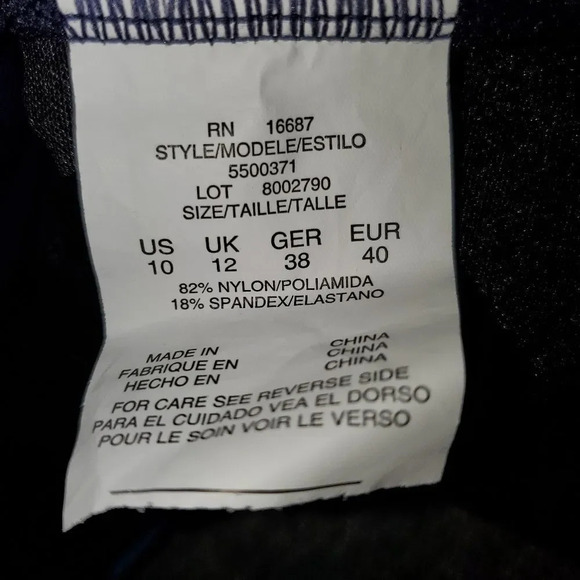 RN 16687
STYLE/MODELE/ESTILO
5500371
LOT 8002790
SIZE/TAILLE/TALLE
US UK GER EUR
10 12 38 40
82% NYLON/POLIAMIDA
18% SPANDEX/ELASTANO
MADE IN CHINA
FABRIQUE EN CHINA
HECHO EN CHINA
FOR CARE SEE REVERSE SIDE
PARA EL CUIDADO VEA EL DORSO
POUR LE SOIN VOIR LE VERSO